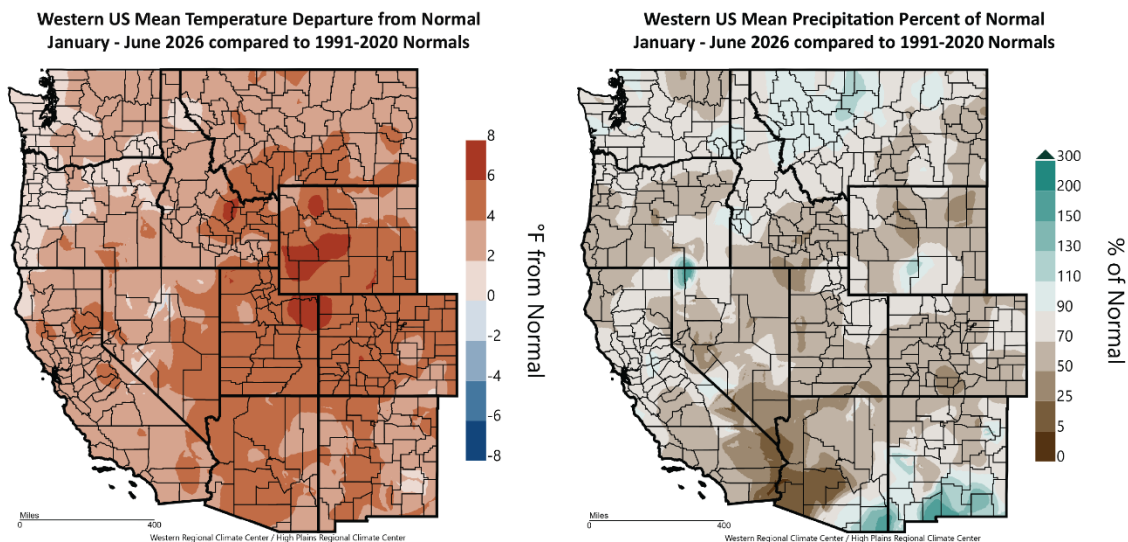 Western US Mean Temperature Departure from Normal
January - June 2026 compared to 1991-2020 Normals
8
6
4
2
0
-2
-4
-6
-8
°F from Normal
Miles
0 400
Western Regional Climate Center / High Plains Regional Climate Center
Western US Mean Precipitation Percent of Normal
January - June 2026 compared to 1991-2020 Normals
300
200
150
130
110
90
70
50
25
5
0
% of Normal
Miles
0 400
Western Regional Climate Center / High Plains Regional Climate Center